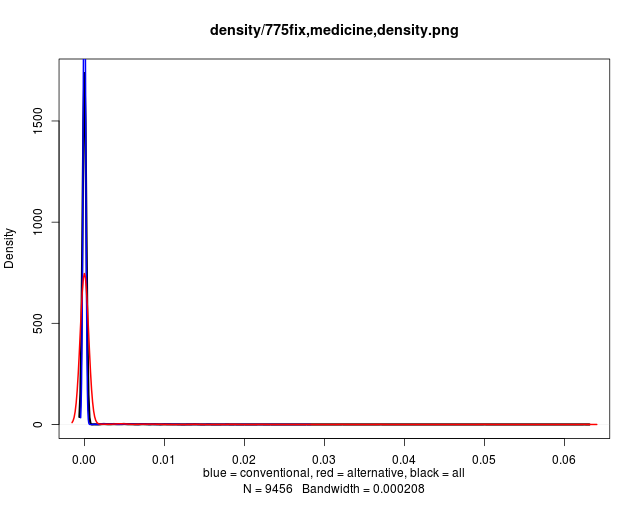 density/775fix,medicine,density.png
Density
1500
1000
500
0
0.00 0.01 0.02 0.03 0.04 0.05 0.06
blue = conventional, red = alternative, black = all
N = 9456 Bandwidth = 0.000208